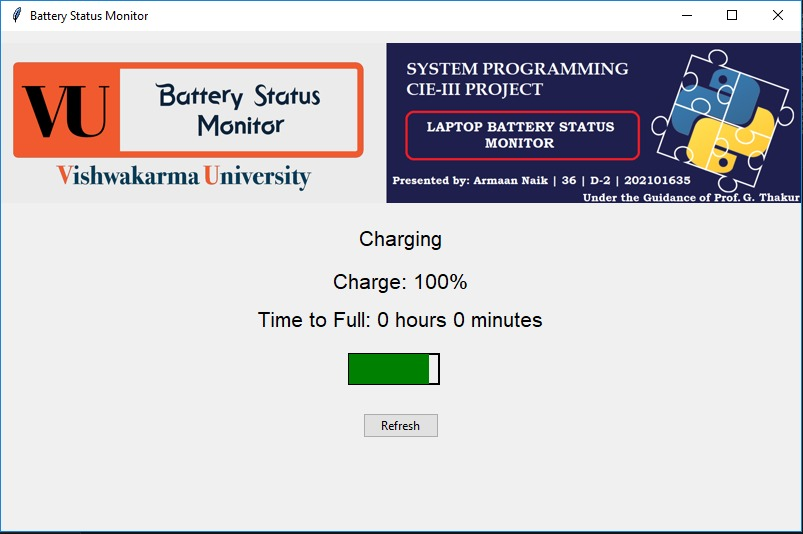 Battery Status Monitor
VU
Battery Status
Monitor
Vishwakarma University
SYSTEM PROGRAMMING
CIE-III PROJECT
LAPTOP BATTERY STATUS
MONITOR
Presented by: Armaan Naik | 36 | D-2 | 202101635
Under the Guidance of Prof. G. Thakur
Charging
Charge: 100%
Time to Full: 0 hours 0 minutes
Refresh